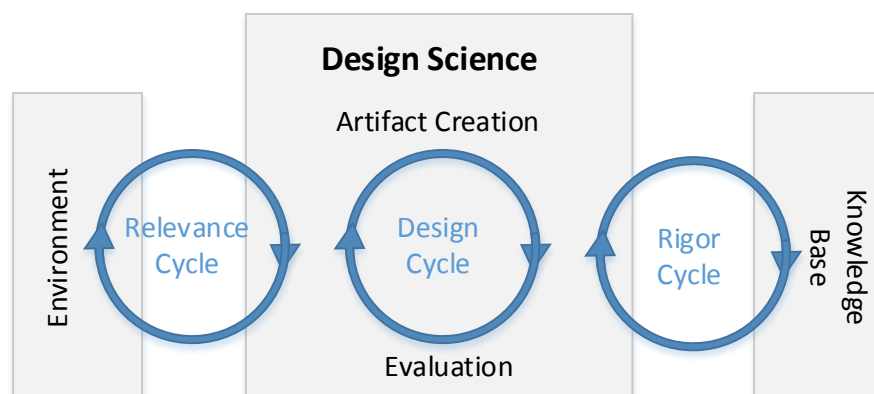 Design Science
Artifact Creation
Environment
Relevance
Cycle
Design
Cycle
Rigor
Cycle
Knowledge
Base
Evaluation